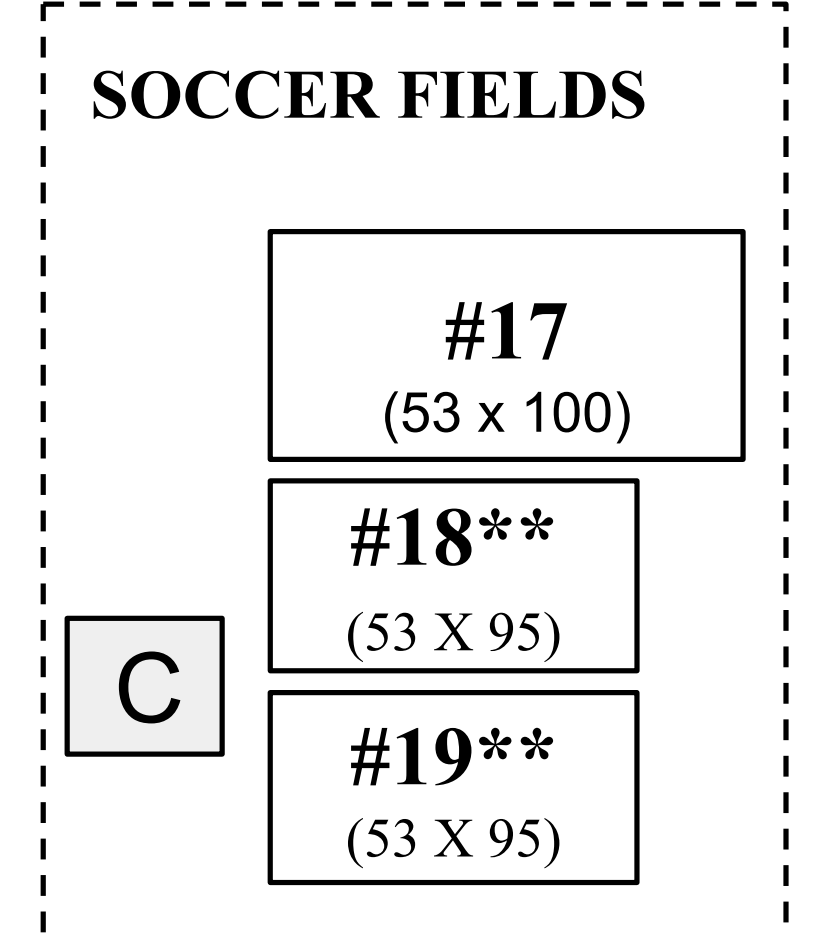 SOCCER FIELDS
#17
(53 x 100)
#18**
(53 X 95)
C
#19**
(53 X 95)